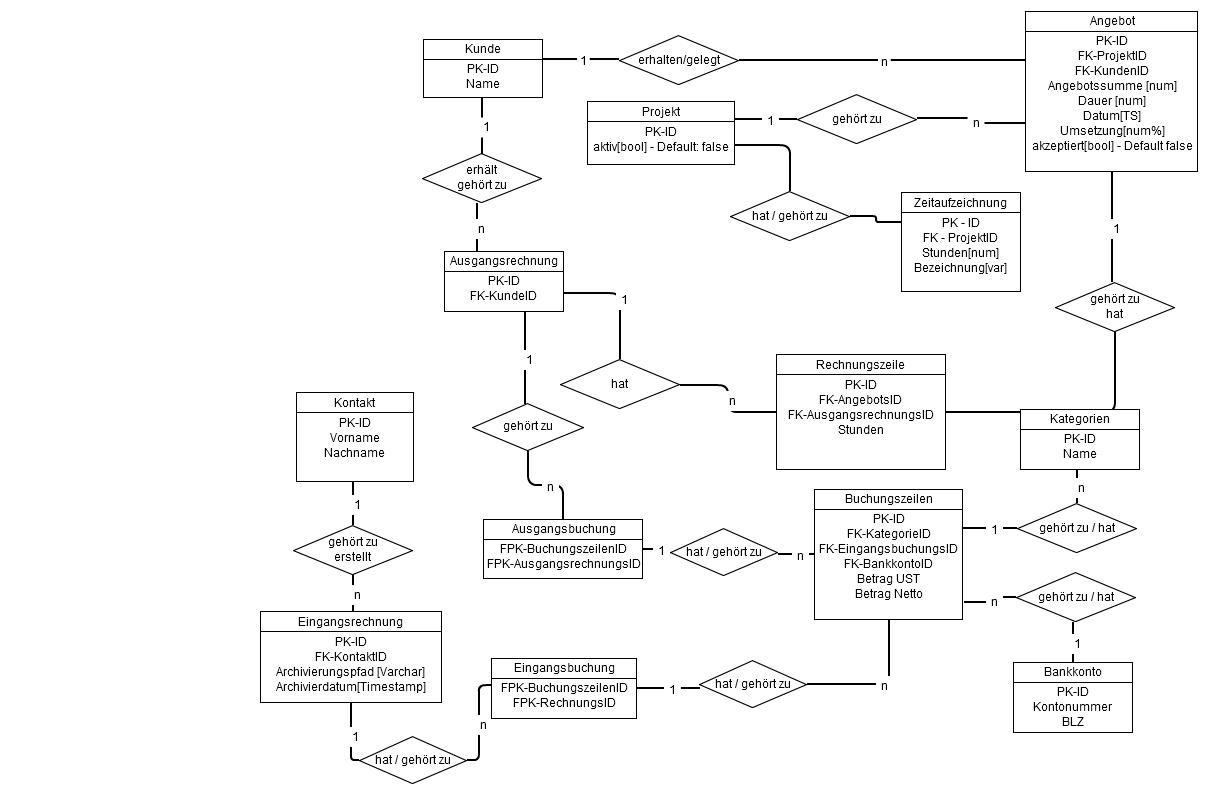 Angebot
PK-ID
FK-ProjektID
FK-KundenID
Angebotssumme [num]
Dauer [num]
Datum[TS]
Umsetzung[num%]
akzeptiert[bool] - Default false
Kunde
PK-ID
Name
1
erhalten/gelegt
n
Projekt
PK-ID
aktiv[bool] - Default: false
1
gehört zu
n
1
erhält
gehört zu
n
hat / gehört zu
Zeitaufzeichnung
PK - ID
FK - ProjektID
Stunden[num]
Bezeichnung[var]
1
gehört zu
hat
Ausgangsrechnung
PK-ID
FK-KundeID
1
hat
n
1
gehört zu
n
Rechnungszeile
PK-ID
FK-AngebotsID
FK-AusgangsrechnungsID
Stunden
Kategorien
PK-ID
Name
n
gehört zu / hat
1
Kontakt
PK-ID
Vorname
Nachname
1
gehört zu
erstellt
n
Ausgangsbuchung
FPK-BuchungszeilenID
FPK-AusgangsrechnungsID
1
hat / gehört zu
n
Buchungszeilen
PK-ID
FK-KategorieID
FK-EingangsbuchungsID
FK-BankkontoID
Betrag UST
Betrag Netto
n
gehört zu / hat
1
Eingangsrechnung
PK-ID
FK-KontaktID
Archivierungspfad [Varchar]
Archivierdatum[Timestamp]
1
hat / gehört zu
n
Eingangsbuchung
FPK-BuchungszeilenID
FPK-RechnungsID
1
hat / gehört zu
n
Bankkonto
PK-ID
Kontonummer
BLZ